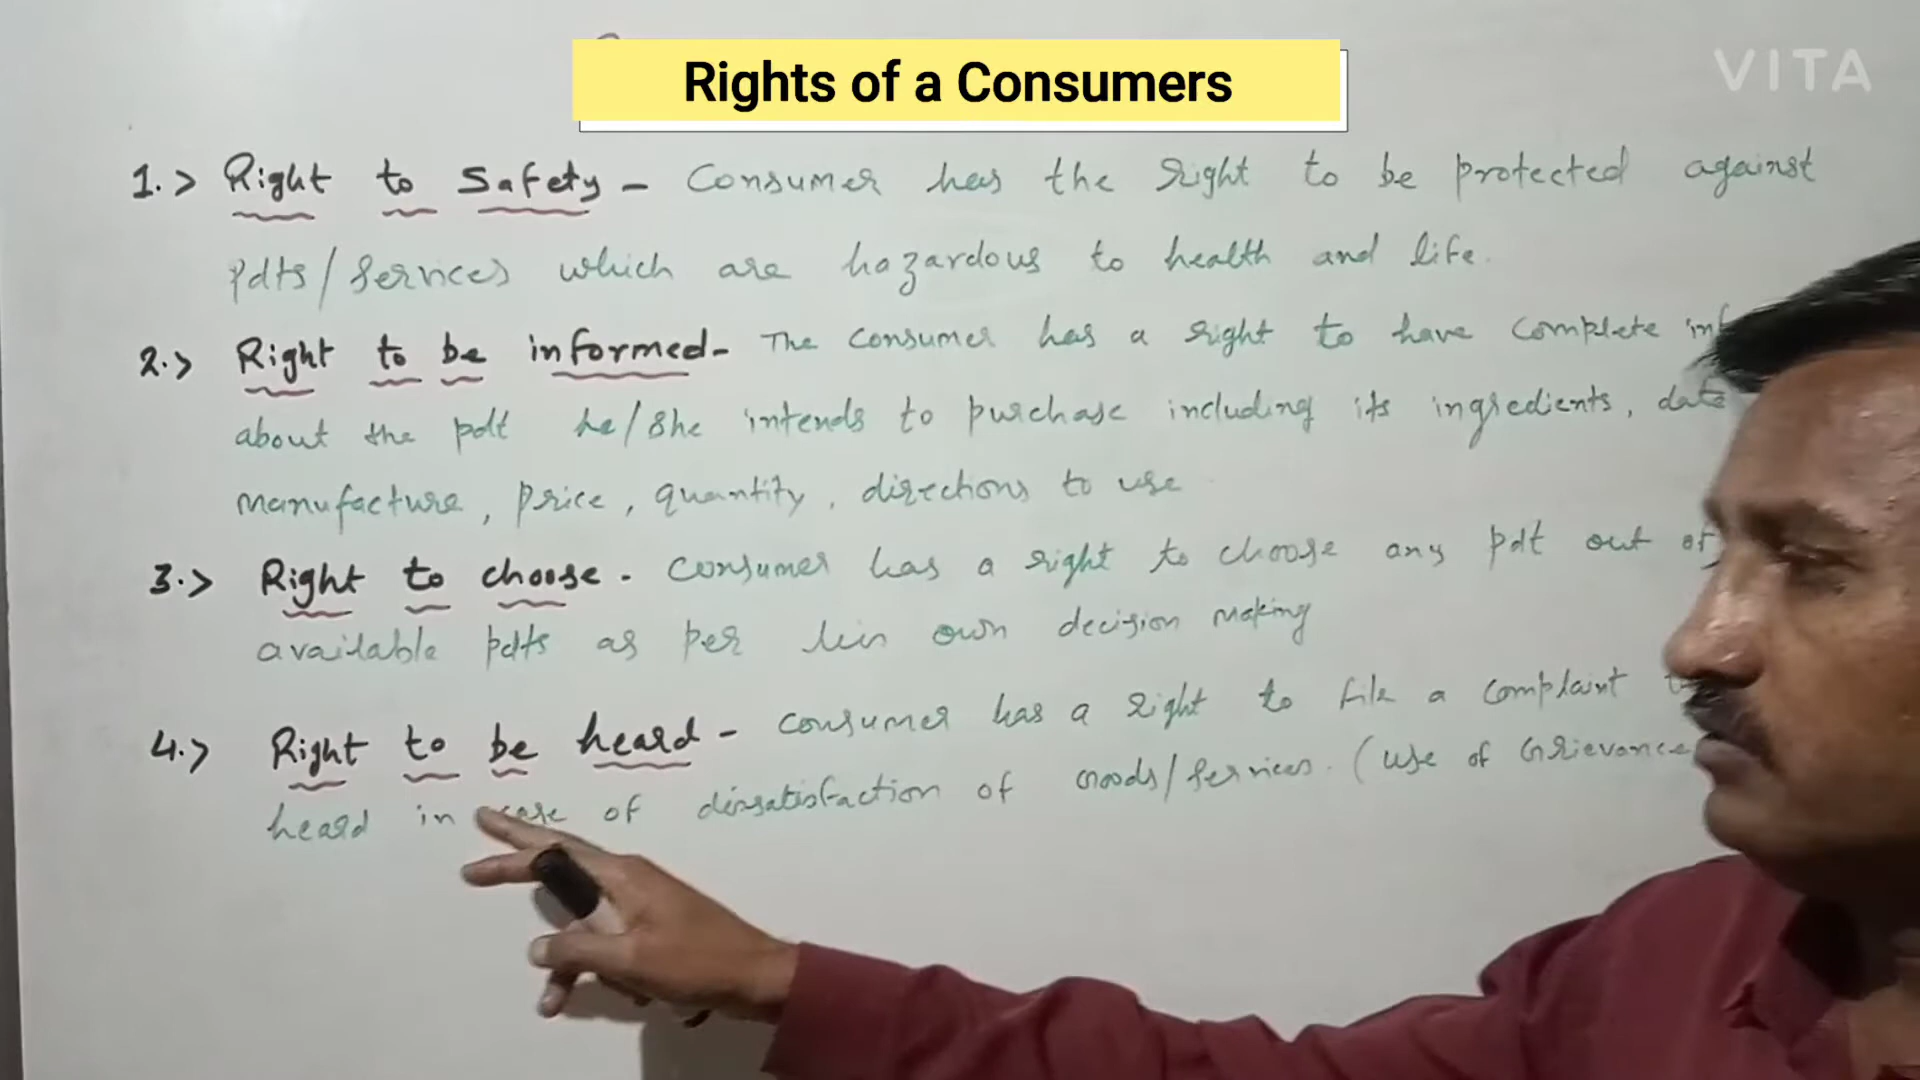 Rights of a Consumers
VITA
1.> Right to Safety - Consumer has the right to be protected against
pdts/services which are hazardous to health and life.
2.> Right to be informed - The consumer has a right to have complete inf
about the pdt he/she intends to purchase including its ingredients, date
manufacture, price, quantity, directions to use
3.> Right to choose - Consumer has a right to choose any pdt out of
available pdts as per his own decision making
4.> Right to be heard - Consumer has a right to file a complaint
heard in case of dissatisfaction of Goods/services. (Use of Grievance